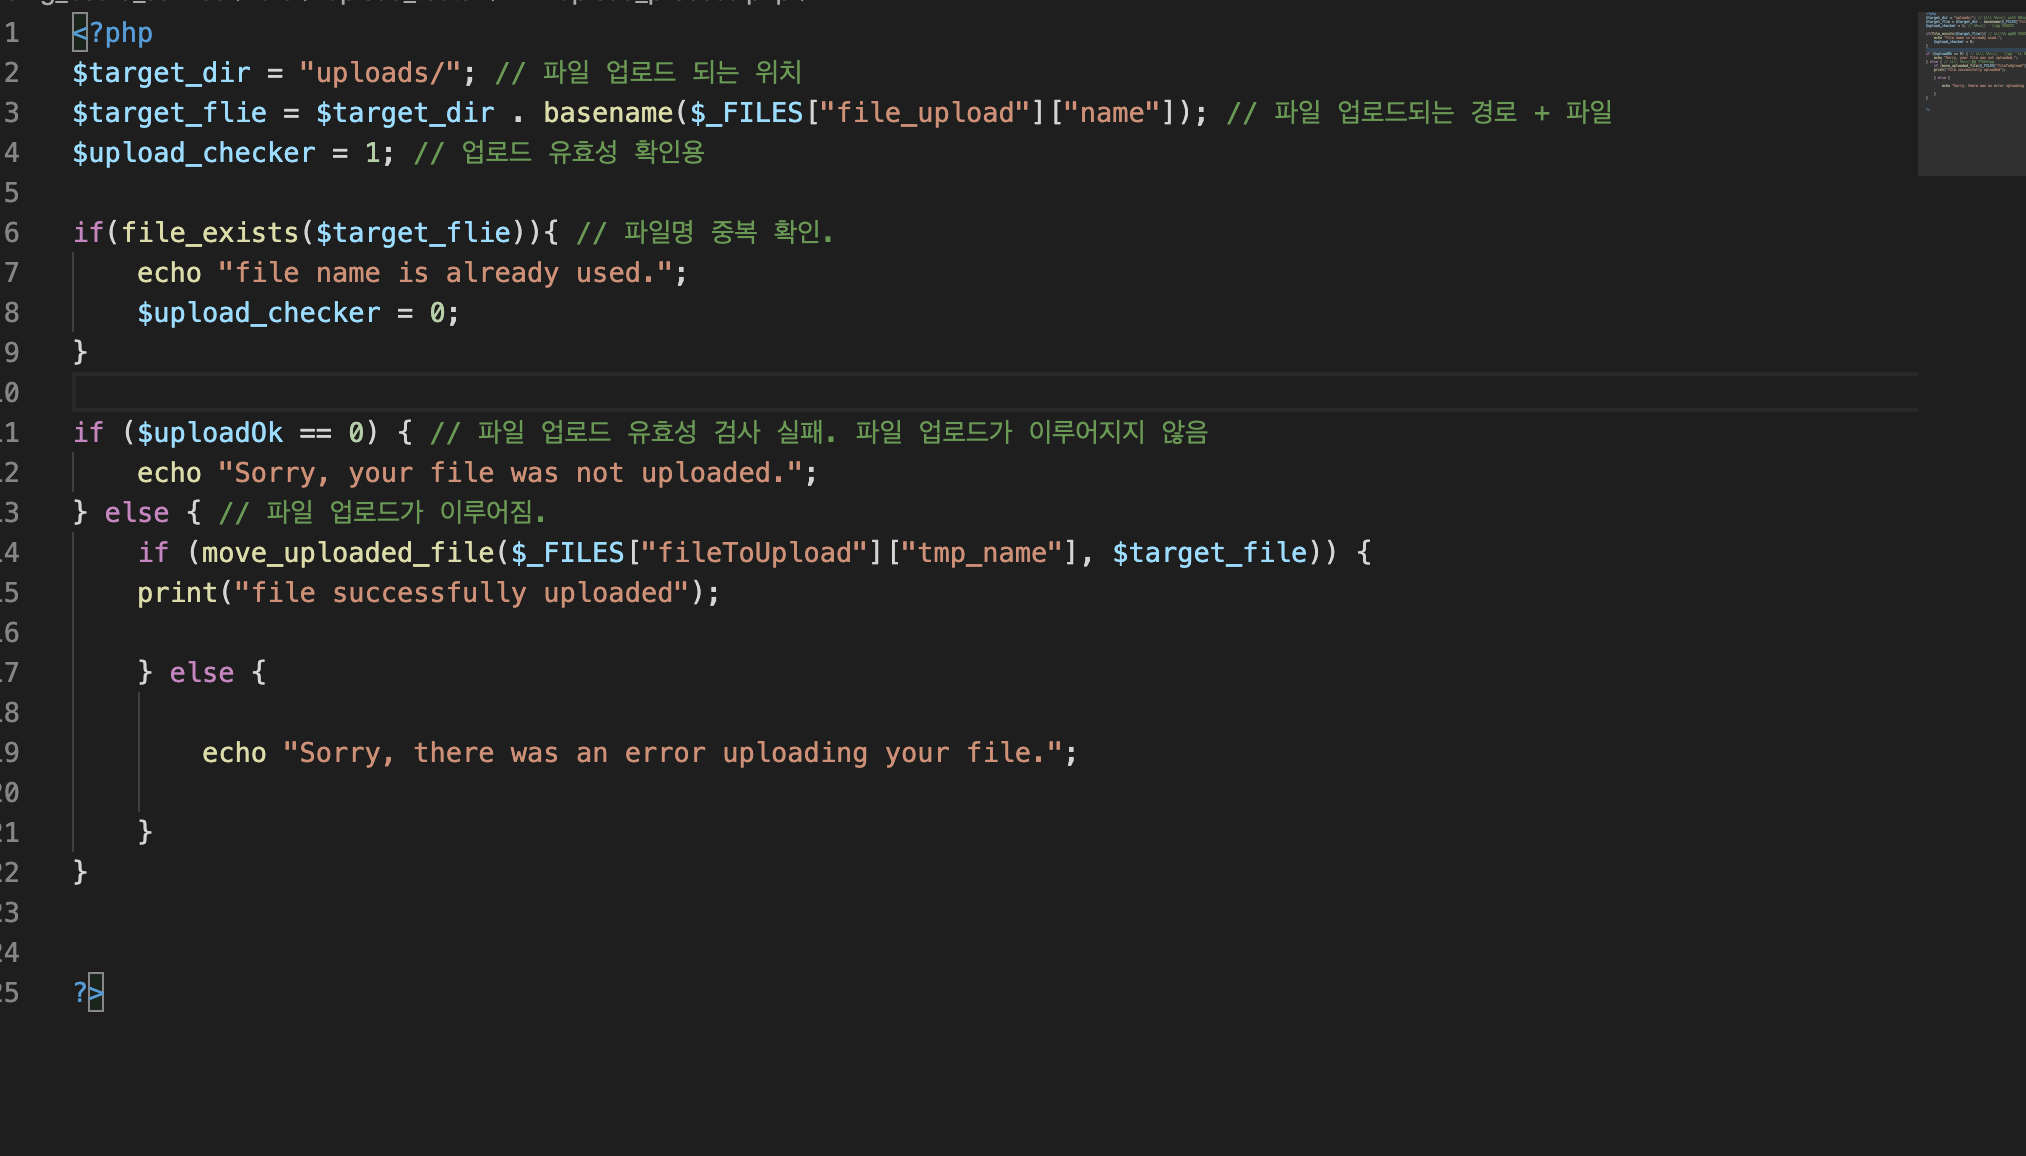 1 <?php
2 $target_dir = "uploads/"; // 파일 업로드 되는 위치
3 $target_flie = $target_dir . basename($_FILES["file_upload"]["name"]); // 파일 업로드되는 경로 + 파일
4 $upload_checker = 1; // 업로드 유효성 확인용
5
6 if(file_exists($target_flie)){ // 파일명 중복 확인.
7 echo "file name is already used.";
8 $upload_checker = 0;
9 }
10
11 if ($uploadOk == 0) { // 파일 업로드 유효성 검사 실패. 파일 업로드가 이루어지지 않음
12 echo "Sorry, your file was not uploaded.";
13 } else { // 파일 업로드가 이루어짐.
14 if (move_uploaded_file($_FILES["fileToUpload"]["tmp_name"], $target_file)) {
15 print("file successfully uploaded");
16
17 } else {
18
19 echo "Sorry, there was an error uploading your file.";
20
21 }
22 }
23
24
25 ?>